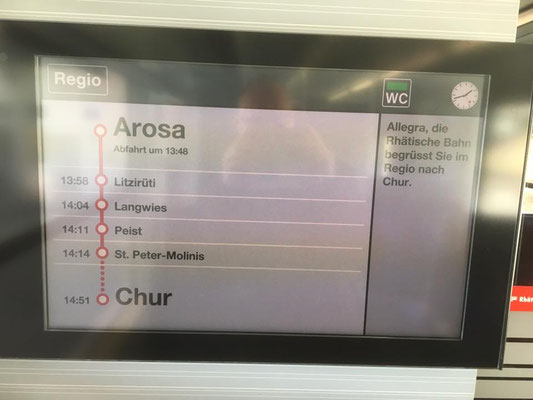 Regio
WC
Arosa
Abfahrt um 13:48
13:58 Litzirüti
14:04 Langwies
14:11 Peist
14:14 St. Peter-Molinis
14:51 Chur
Allegra, die
Rhätische Bahn
begrüsst Sie im
Regio nach
Chur.